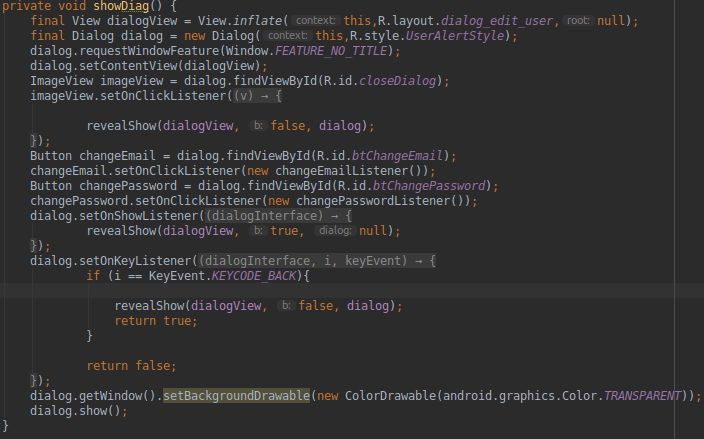 private void showDiag() {
    final View dialogView = View.inflate( context: this,R.layout.dialog_edit_user, root: null);
    final Dialog dialog = new Dialog( context: this,R.style.UserAlertStyle);
    dialog.requestWindowFeature(Window.FEATURE_NO_TITLE);
    dialog.setContentView(dialogView);
    ImageView imageView = dialog.findViewById(R.id.closeDialog);
    imageView.setOnClickListener((v) → {
            revealShow(dialogView, b: false, dialog);
    });
    Button changeEmail = dialog.findViewById(R.id.btChangeEmail);
    changeEmail.setOnClickListener(new changeEmailListener());
    Button changePassword = dialog.findViewById(R.id.btChangePassword);
    changePassword.setOnClickListener(new changePasswordListener());
    dialog.setOnShowListener((dialogInterface) → {
            revealShow(dialogView, b: true, dialog: null);
    });
    dialog.setOnKeyListener((dialogInterface, i, keyEvent) → {
            if (i == KeyEvent.KEYCODE_BACK){
                revealShow(dialogView, b: false, dialog);
                return true;
            }
            return false;
    });
    dialog.getWindow().setBackgroundDrawable(new ColorDrawable(android.graphics.Color.TRANSPARENT));
    dialog.show();
}